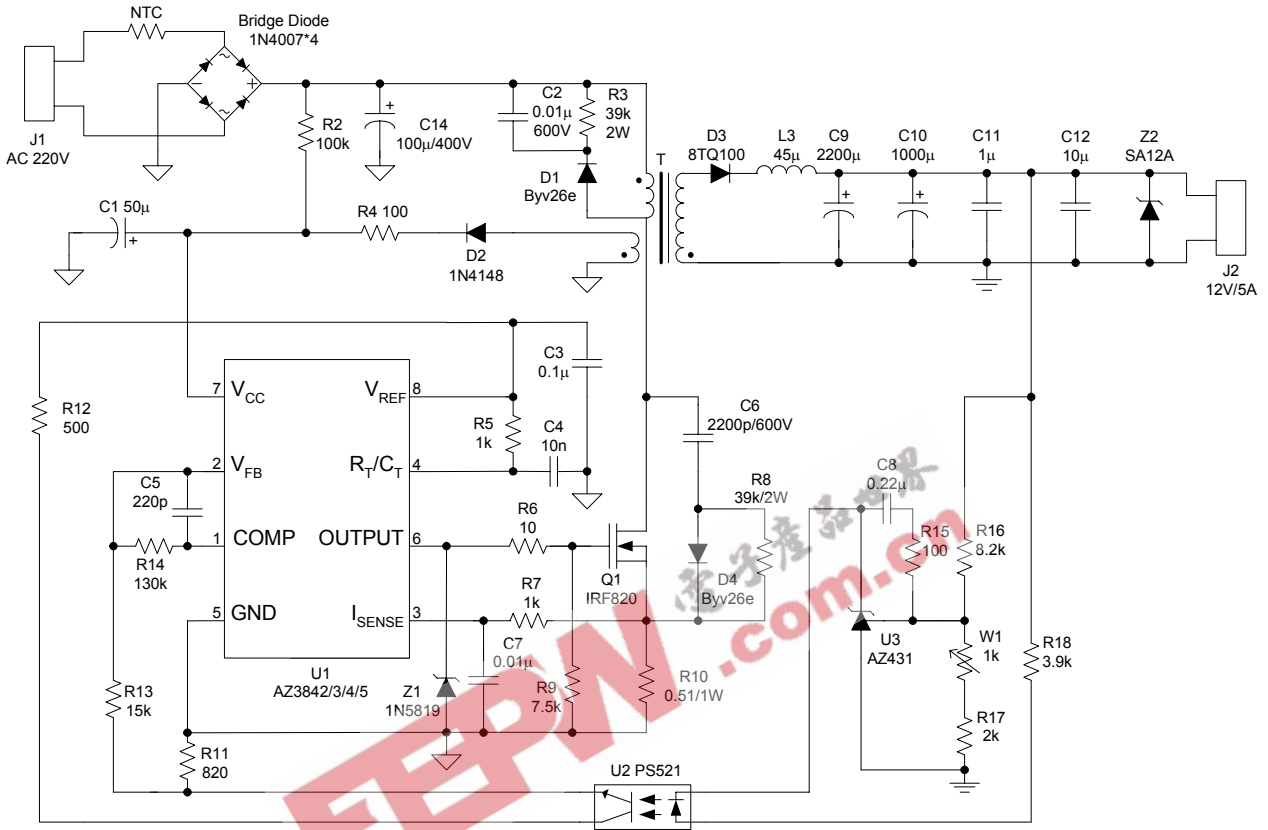 NTC
Bridge Diode
1N4007*4
J1
AC 220V
R2
100k
C14
100μ/400V
C2
0.01μ
600V
R3
39k
2W
D1
Byv26e
T
D3
8TQ100
L3
45μ
C9
2200μ
C10
1000μ
C11
1μ
C12
10μ
Z2
SA12A
J2
12V/5A
C1 50μ
R4 100
D2
1N4148
R12
500
C3
0.1μ
7 VCC
VREF 8
R5
1k
C4
10n
2 VFB
RT/CT 4
C5
220p
1 COMP
OUTPUT 6
R14
130k
5 GND
ISENSE 3
U1
AZ3842/3/4/5
R6
10
Q1
IRF820
R7
1k
C7
0.01μ
Z1
1N5819
R9
7.5k
R10
0.51/1W
C6
2200p/600V
R8
39k/2W
D4
Byv26e
C8
0.22μ
R15
100
R16
8.2k
U3
AZ431
W1
1k
R17
2k
R18
3.9k
R13
15k
R11
820
U2 PS521
電子產品世界
EEPW.com.cn